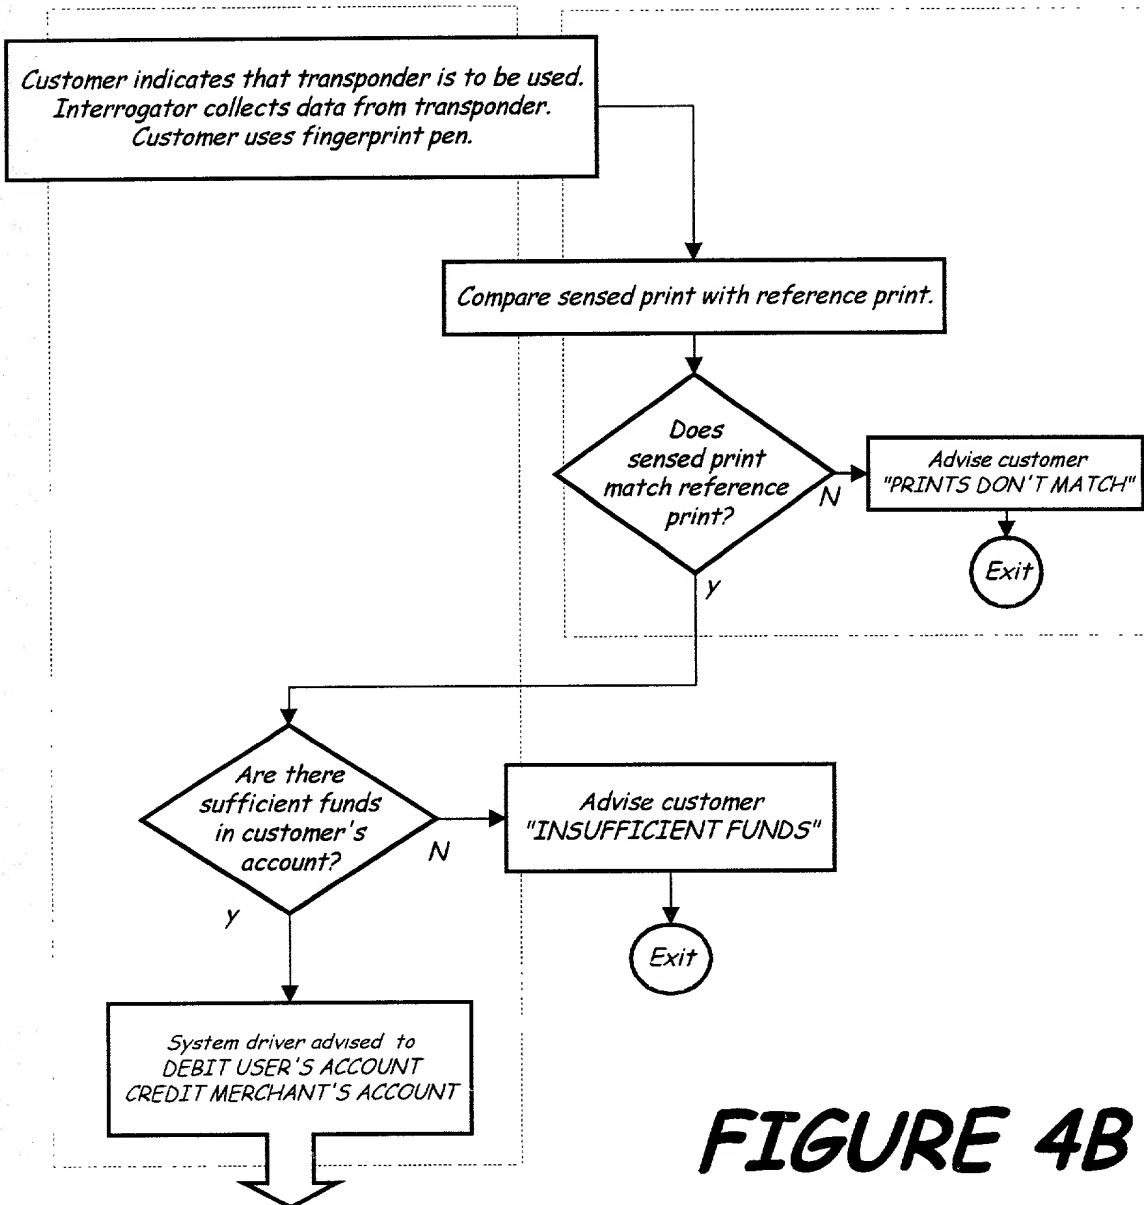 Customer indicates that transponder is to be used.
Interrogator collects data from transponder.
Customer uses fingerprint pen.
Compare sensed print with reference print.
Does
sensed print
match reference
print?
N
Advise customer
"PRINTS DON'T MATCH"
Exit
y
Are there
sufficient funds
in customer's
account?
N
Advise customer
"INSUFFICIENT FUNDS"
Exit
y
System driver advised to
DEBIT USER'S ACCOUNT
CREDIT MERCHANT'S ACCOUNT
FIGURE 4B